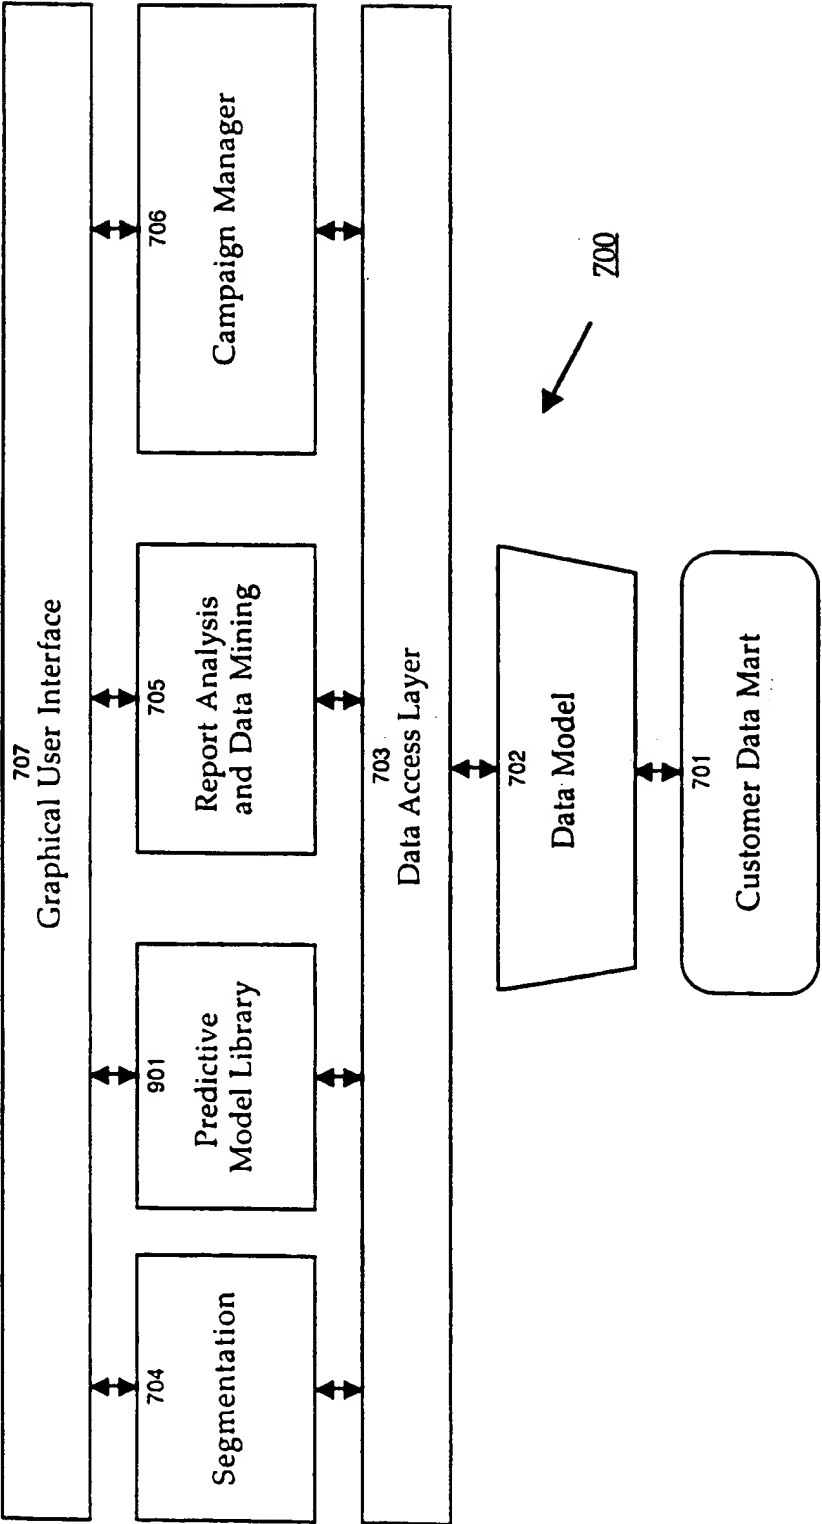 707
Graphical User Interface
704
Segmentation
901
Predictive
Model Library
705
Report Analysis
and Data Mining
706
Campaign Manager
703
Data Access Layer
702
Data Model
701
Customer Data Mart
700